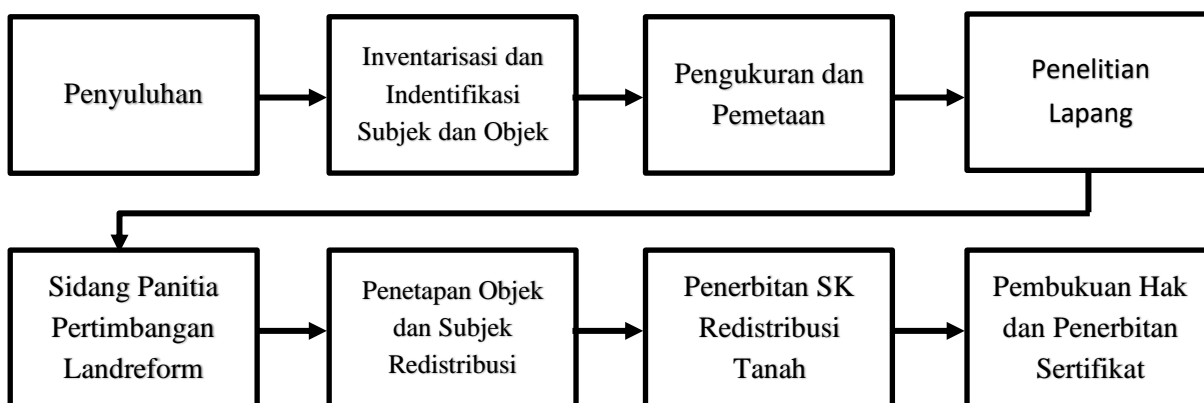 Penyuluhan
Inventarisasi dan
Indentifikasi
Subjek dan Objek
Pengukuran dan
Pemetaan
Penelitian
Lapang
Sidang Panitia
Pertimbangan
Landreform
Penetapan Objek
dan Subjek
Redistribusi
Penerbitan SK
Redistribusi
Tanah
Pembukuan Hak
dan Penerbitan
Sertifikat